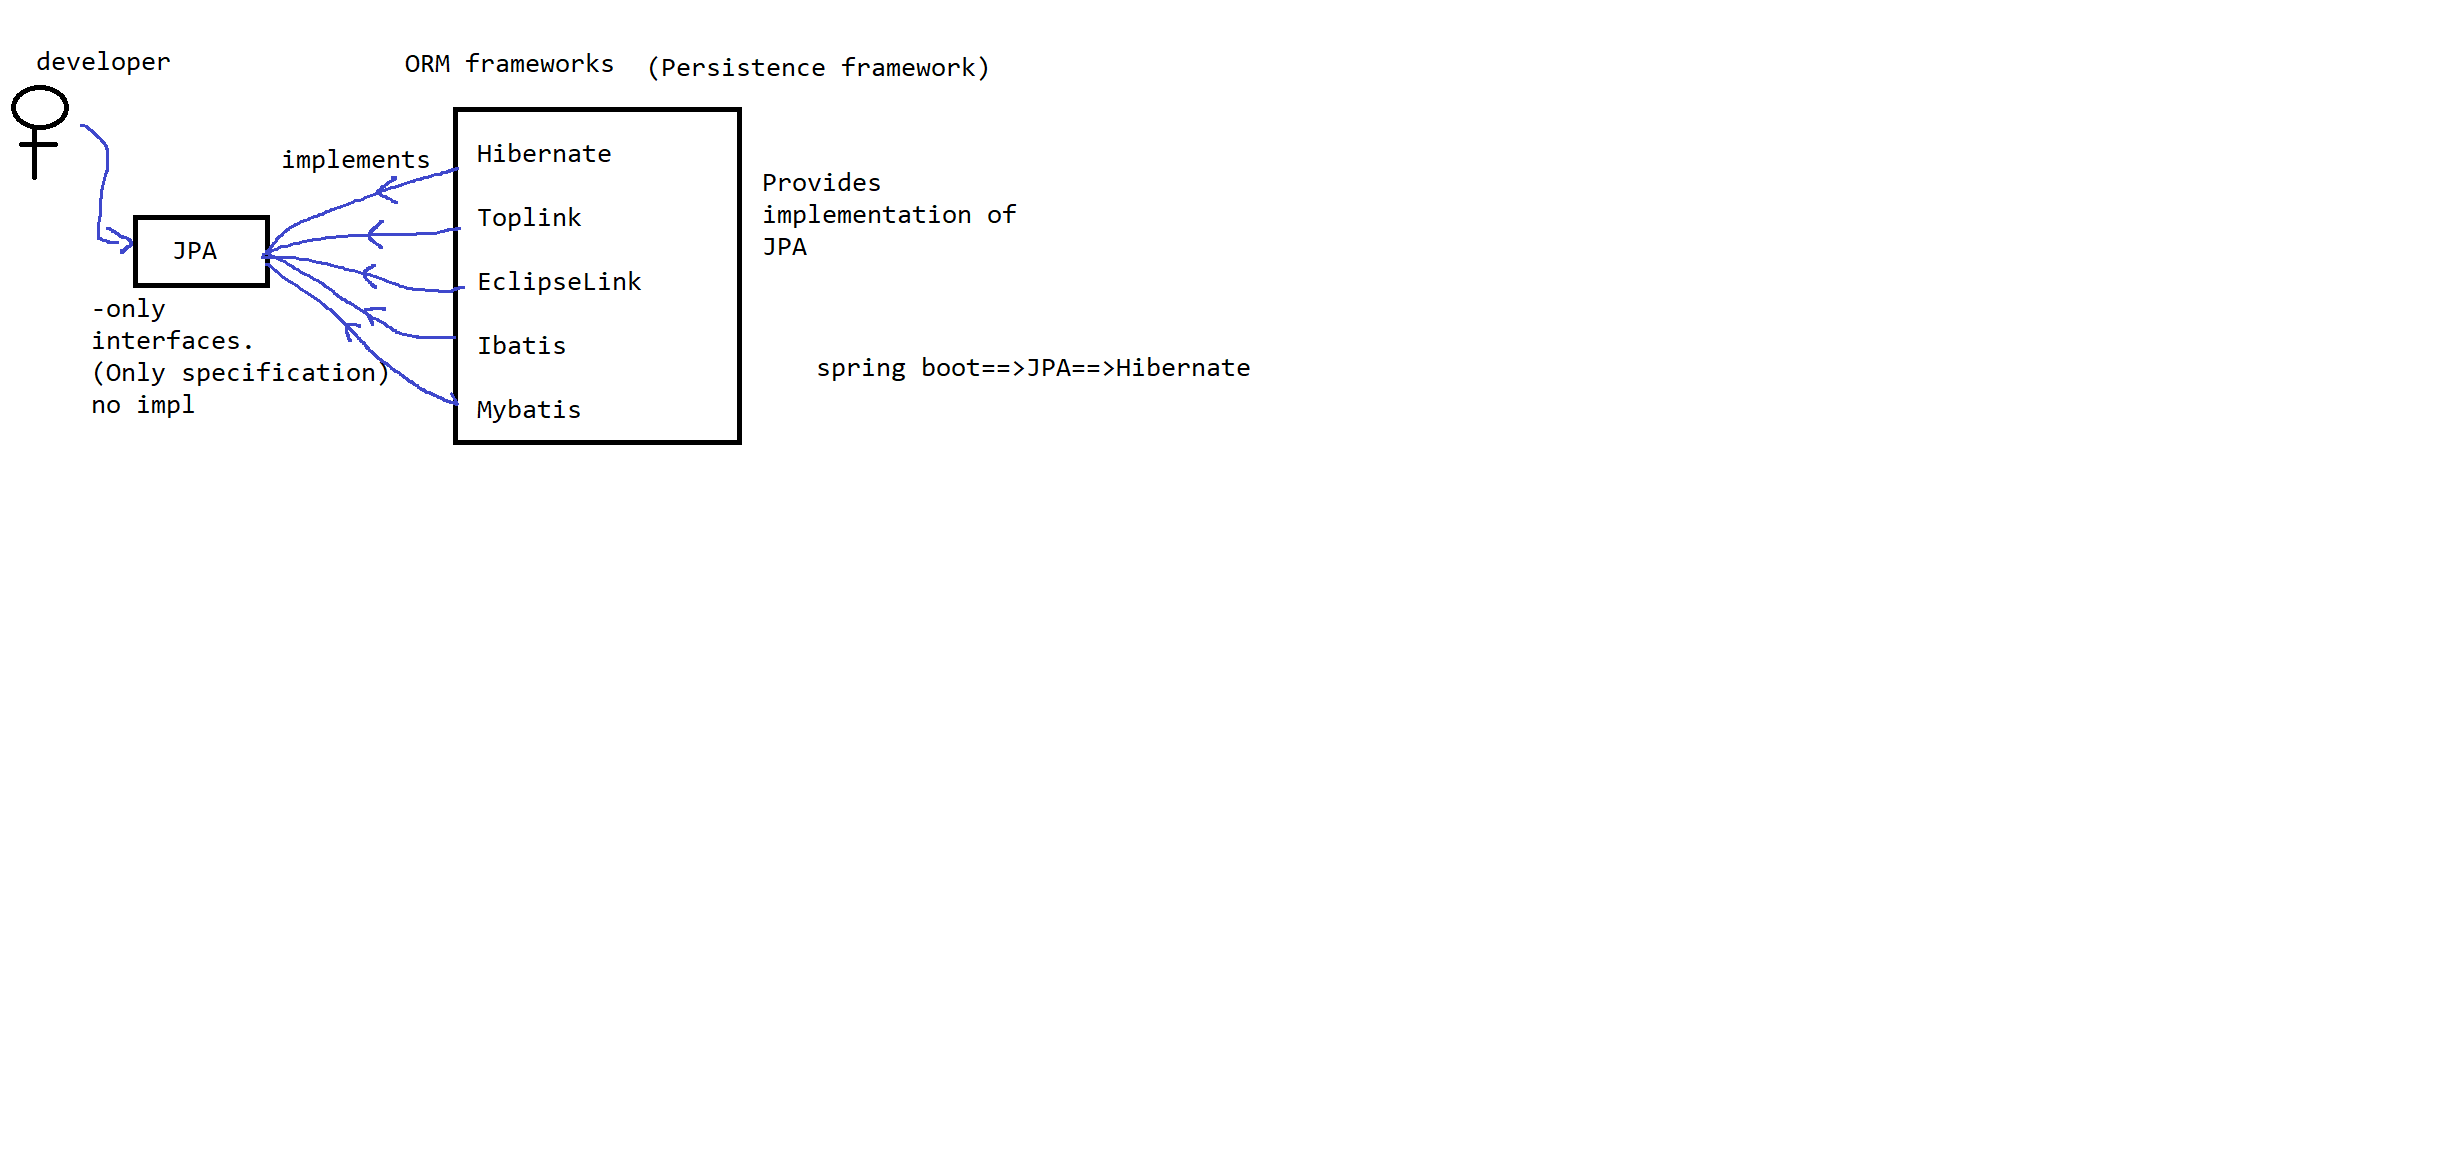 developer
ORM frameworks (Persistence framework)
implements
Hibernate
Toplink
EclipseLink
Ibatis
Mybatis
JPA
-only
interfaces.
(Only specification)
no impl
Provides
implementation of
JPA
spring boot==>JPA==>Hibernate